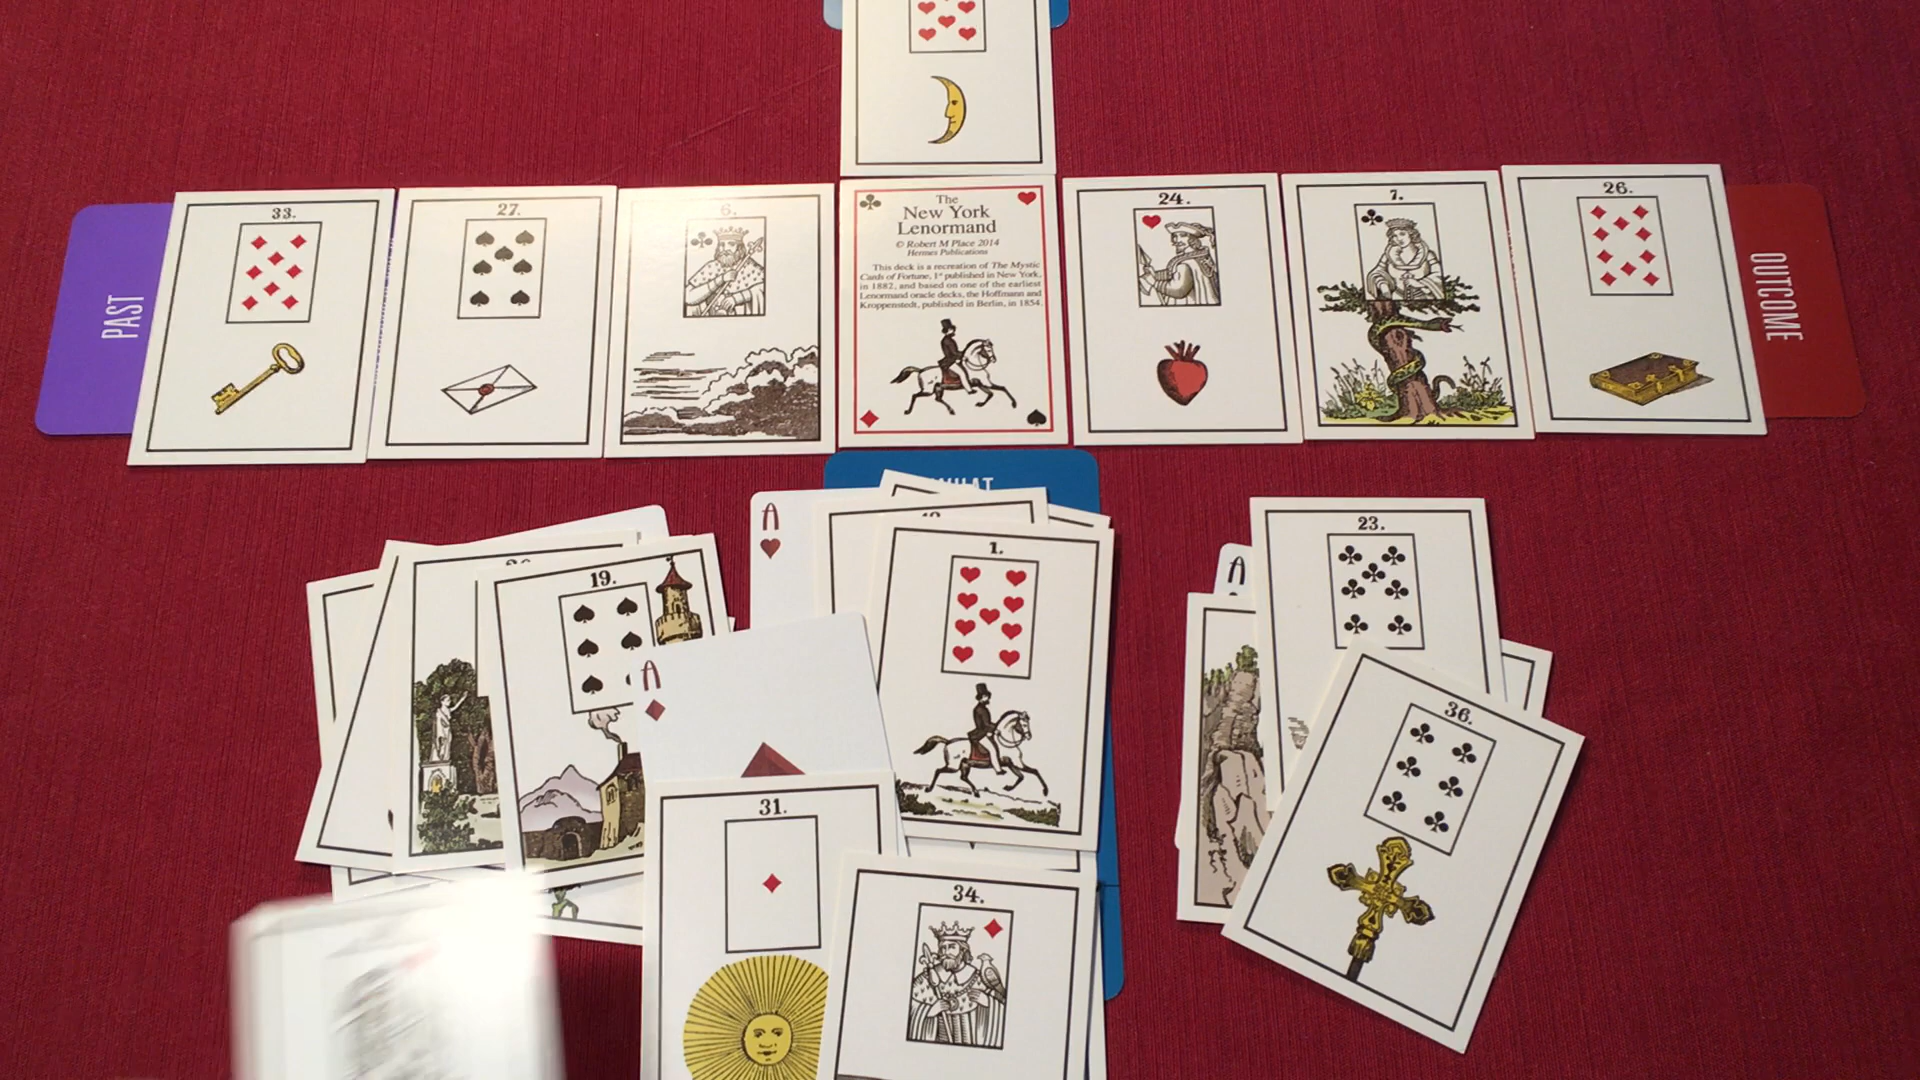 33.
27.
6.
The
New York
Lenormand
© Robert M Place 2014
Hermes Publications
This deck is a recreation of The Mystic
Cards of Fortune, 1st published in New York,
in 1882, and based on one of the earliest
Lenormand oracle decks, the Hoffmann and
Kroppenstedt, published in Berlin, in 1854.
24.
7.
26.
PAST
OUTCOME
WHAT
19.
A
1.
A
31.
34.
A
23.
36.